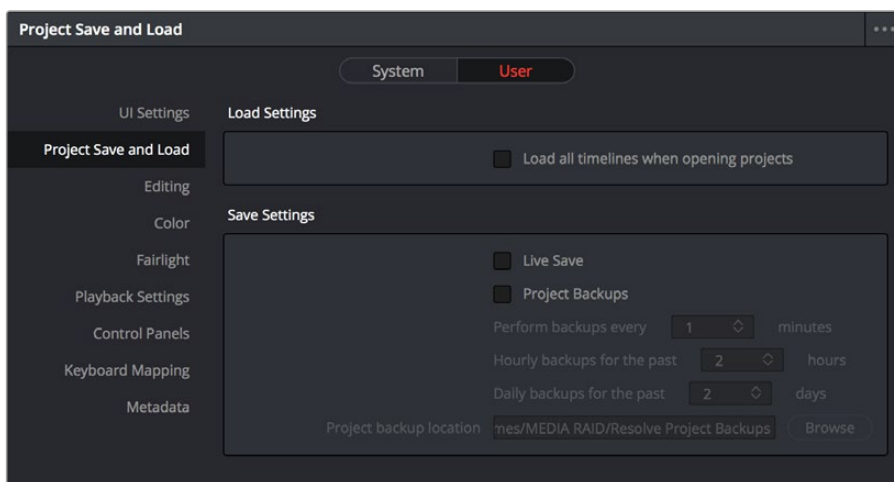 Project Save and Load
System
User
UI Settings
Project Save and Load
Editing
Color
Fairlight
Playback Settings
Control Panels
Keyboard Mapping
Metadata
Load Settings
Load all timelines when opening projects
Save Settings
Live Save
Project Backups
Perform backups every 1 minutes
Hourly backups for the past 2 hours
Daily backups for the past 2 days
Project backup location mes/MEDIA RAID/Resolve Project Backups Browse